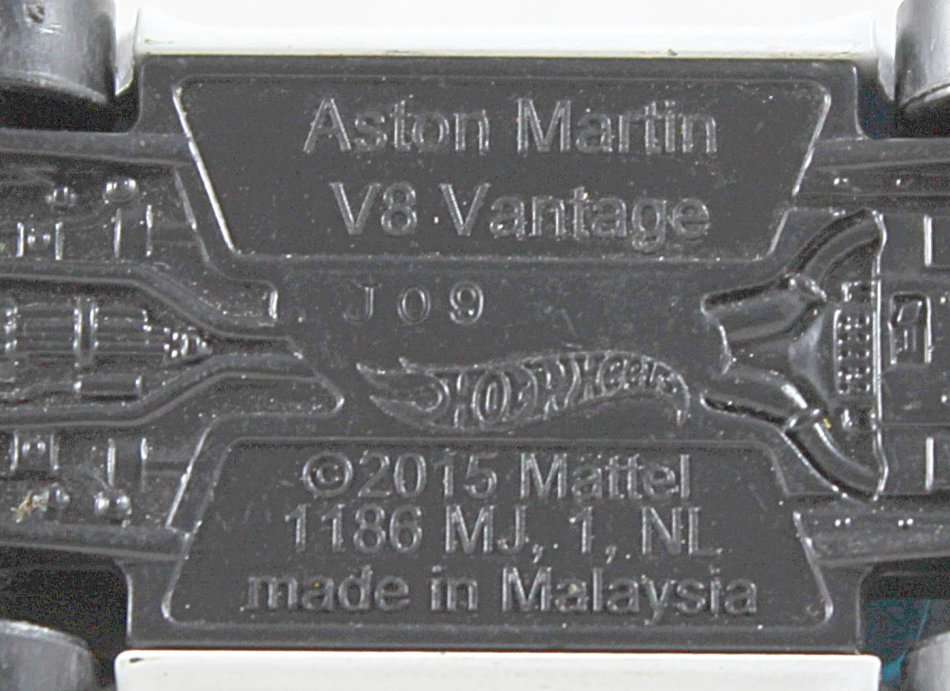 Aston Martin
V8 Vantage
J09
Hot Wheels
©2015 Mattel
1186 MJ, 1, NL
made in Malaysia